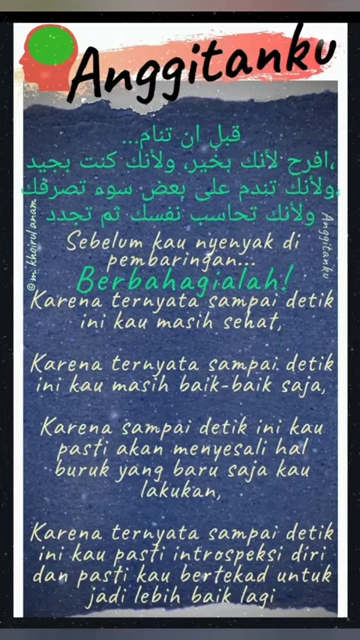 Anggitanku
قبل ان تنام...
افرح لأنك بخير، ولأنك كنت بجيد،
ولأنك تندم على بعض سوء تصرفك،
ولأنك تحاسب نفسك ثم تجدد
Sebelum kau nyenyak di
pembaringan...
Berbahagialah!
Karena ternyata sampai detik
ini kau masih sehat,
Karena ternyata sampai detik
ini kau masih baik-baik saja,
Karena sampai detik ini kau
pasti akan menyesali hal
buruk yang baru saja kau
lakukan,
Karena ternyata sampai detik
ini kau pasti introspeksi diri
dan pasti kau bertekad untuk
jadi lebih baik lagi
@m.khoirul anam
Anggitanku